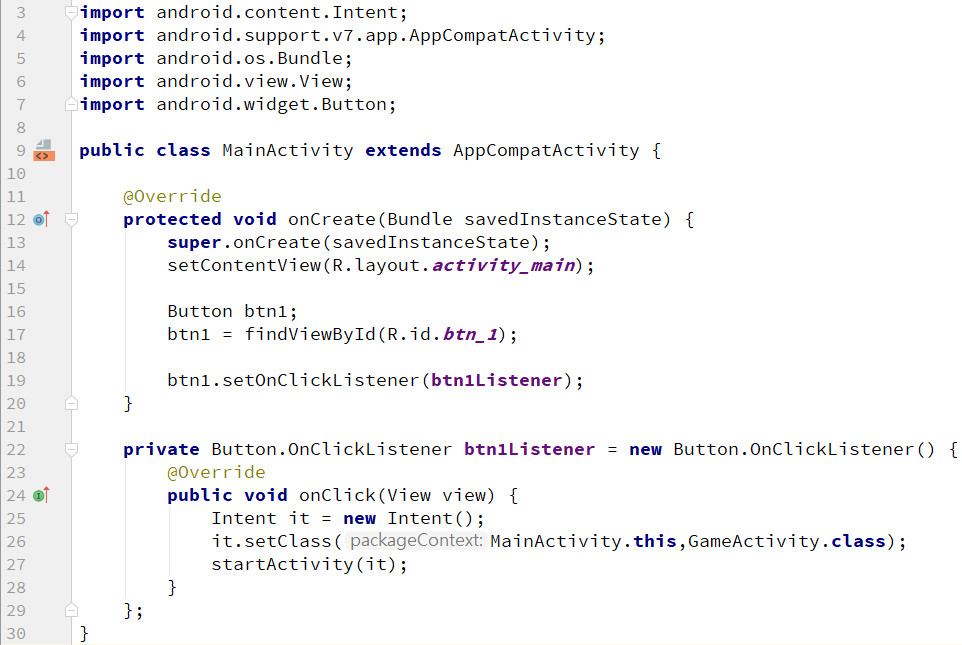 3 import android.content.Intent;
4 import android.support.v7.app.AppCompatActivity;
5 import android.os.Bundle;
6 import android.view.View;
7 import android.widget.Button;
8
9 public class MainActivity extends AppCompatActivity {
10
11 @Override
12 protected void onCreate(Bundle savedInstanceState) {
13 super.onCreate(savedInstanceState);
14 setContentView(R.layout.activity_main);
15
16 Button btn1;
17 btn1 = findViewById(R.id.btn_1);
18
19 btn1.setOnClickListener(btn1Listener);
20 }
21
22 private Button.OnClickListener btn1Listener = new Button.OnClickListener() {
23 @Override
24 public void onClick(View view) {
25 Intent it = new Intent();
26 it.setClass( packageContext: MainActivity.this,GameActivity.class);
27 startActivity(it);
28 }
29 };
30 }